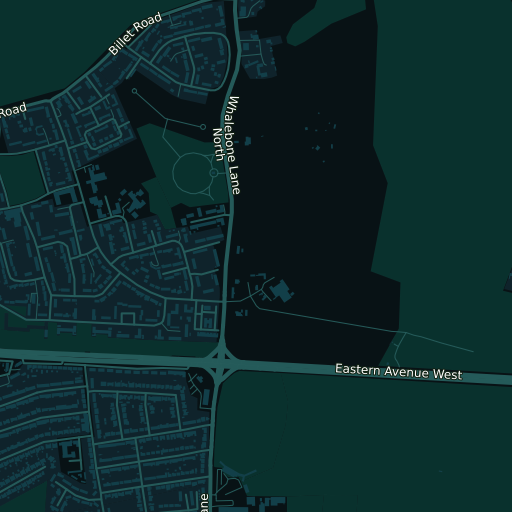 Billet Road
Road
Whalebone Lane
North
Eastern Avenue West
ane